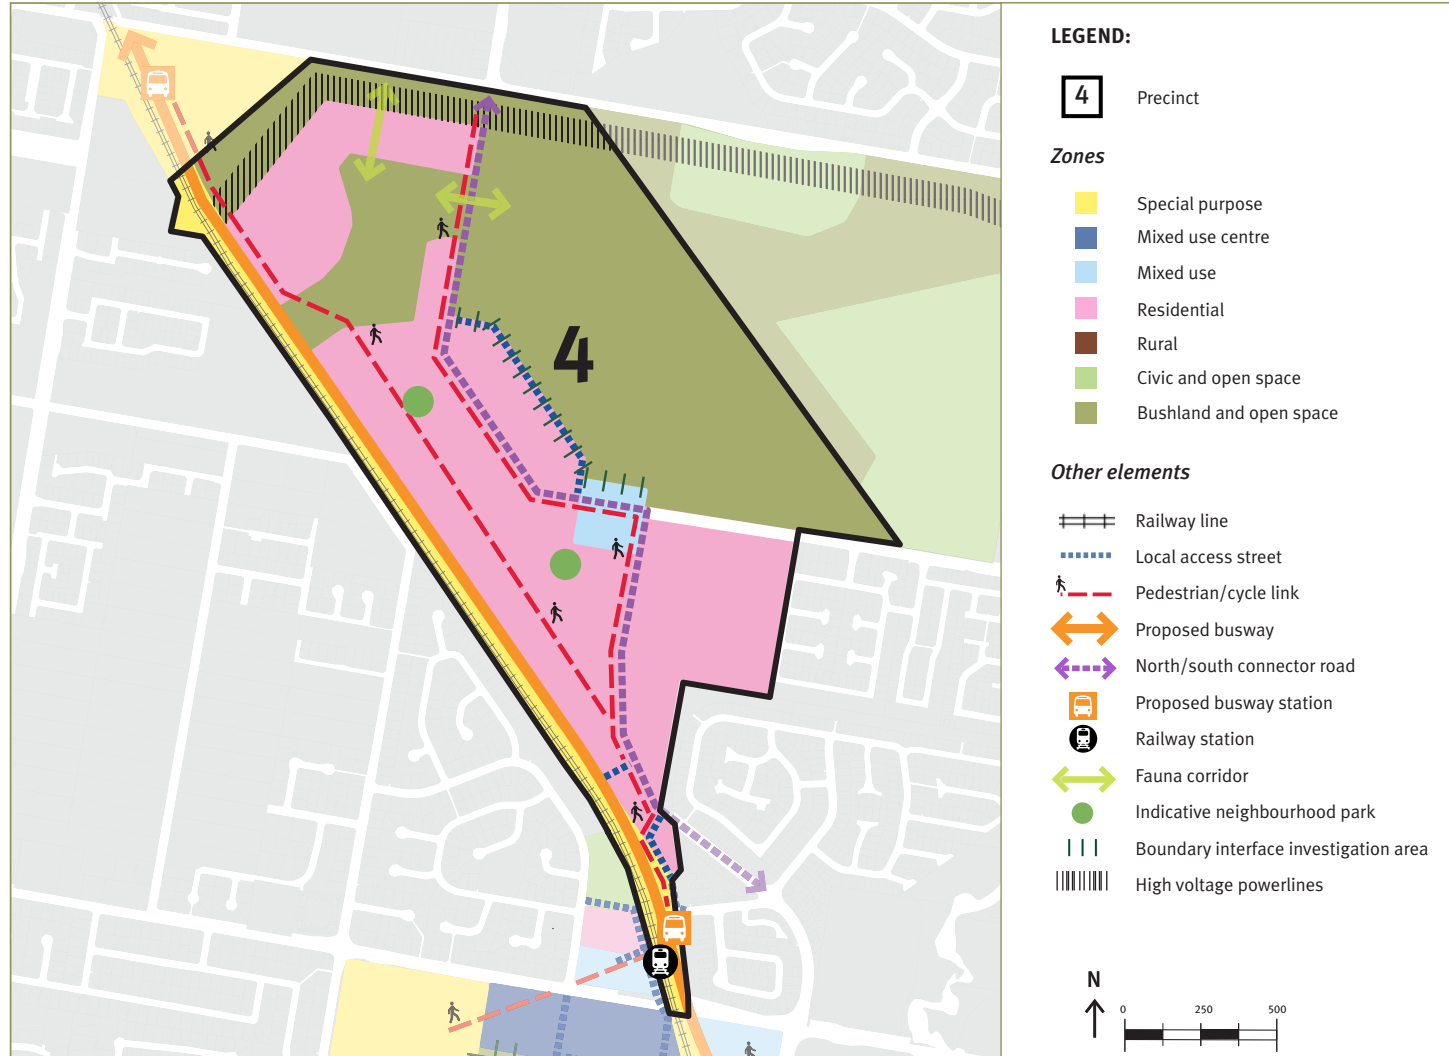 4
LEGEND:
4
Precinct
Zones
Special purpose
Mixed use centre
Mixed use
Residential
Rural
Civic and open space
Bushland and open space
Other elements
Railway line
Local access street
Pedestrian/cycle link
Proposed busway
North/south connector road
Proposed busway station
Railway station
Fauna corridor
Indicative neighbourhood park
Boundary interface investigation area
High voltage powerlines
N
0 250 500